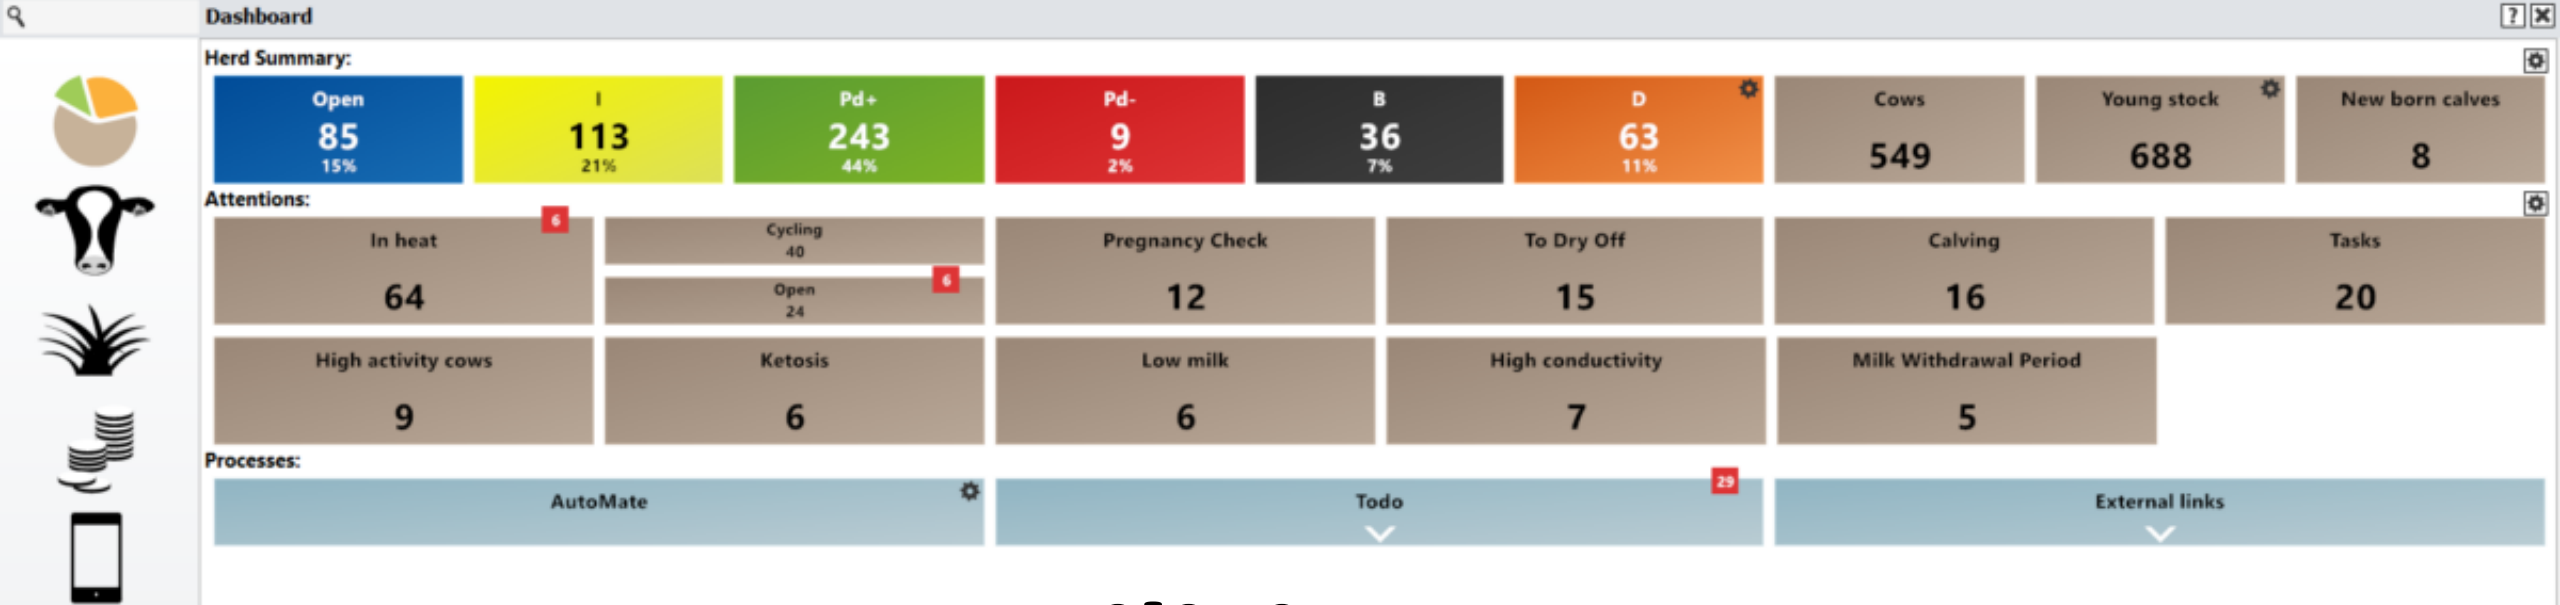 Dashboard
Herd Summary:
Open
85
15%
I
113
21%
Pd+
243
44%
Pd-
9
2%
B
36
7%
D
63
11%
Cows
549
Young stock
688
New born calves
8
Attentions:
In heat
6
64
Cycling
40
Open
6
24
Pregnancy Check
12
To Dry Off
15
Calving
16
Tasks
20
High activity cows
9
Ketosis
6
Low milk
6
High conductivity
7
Milk Withdrawal Period
5
Processes:
AutoMate
Todo
29
External links